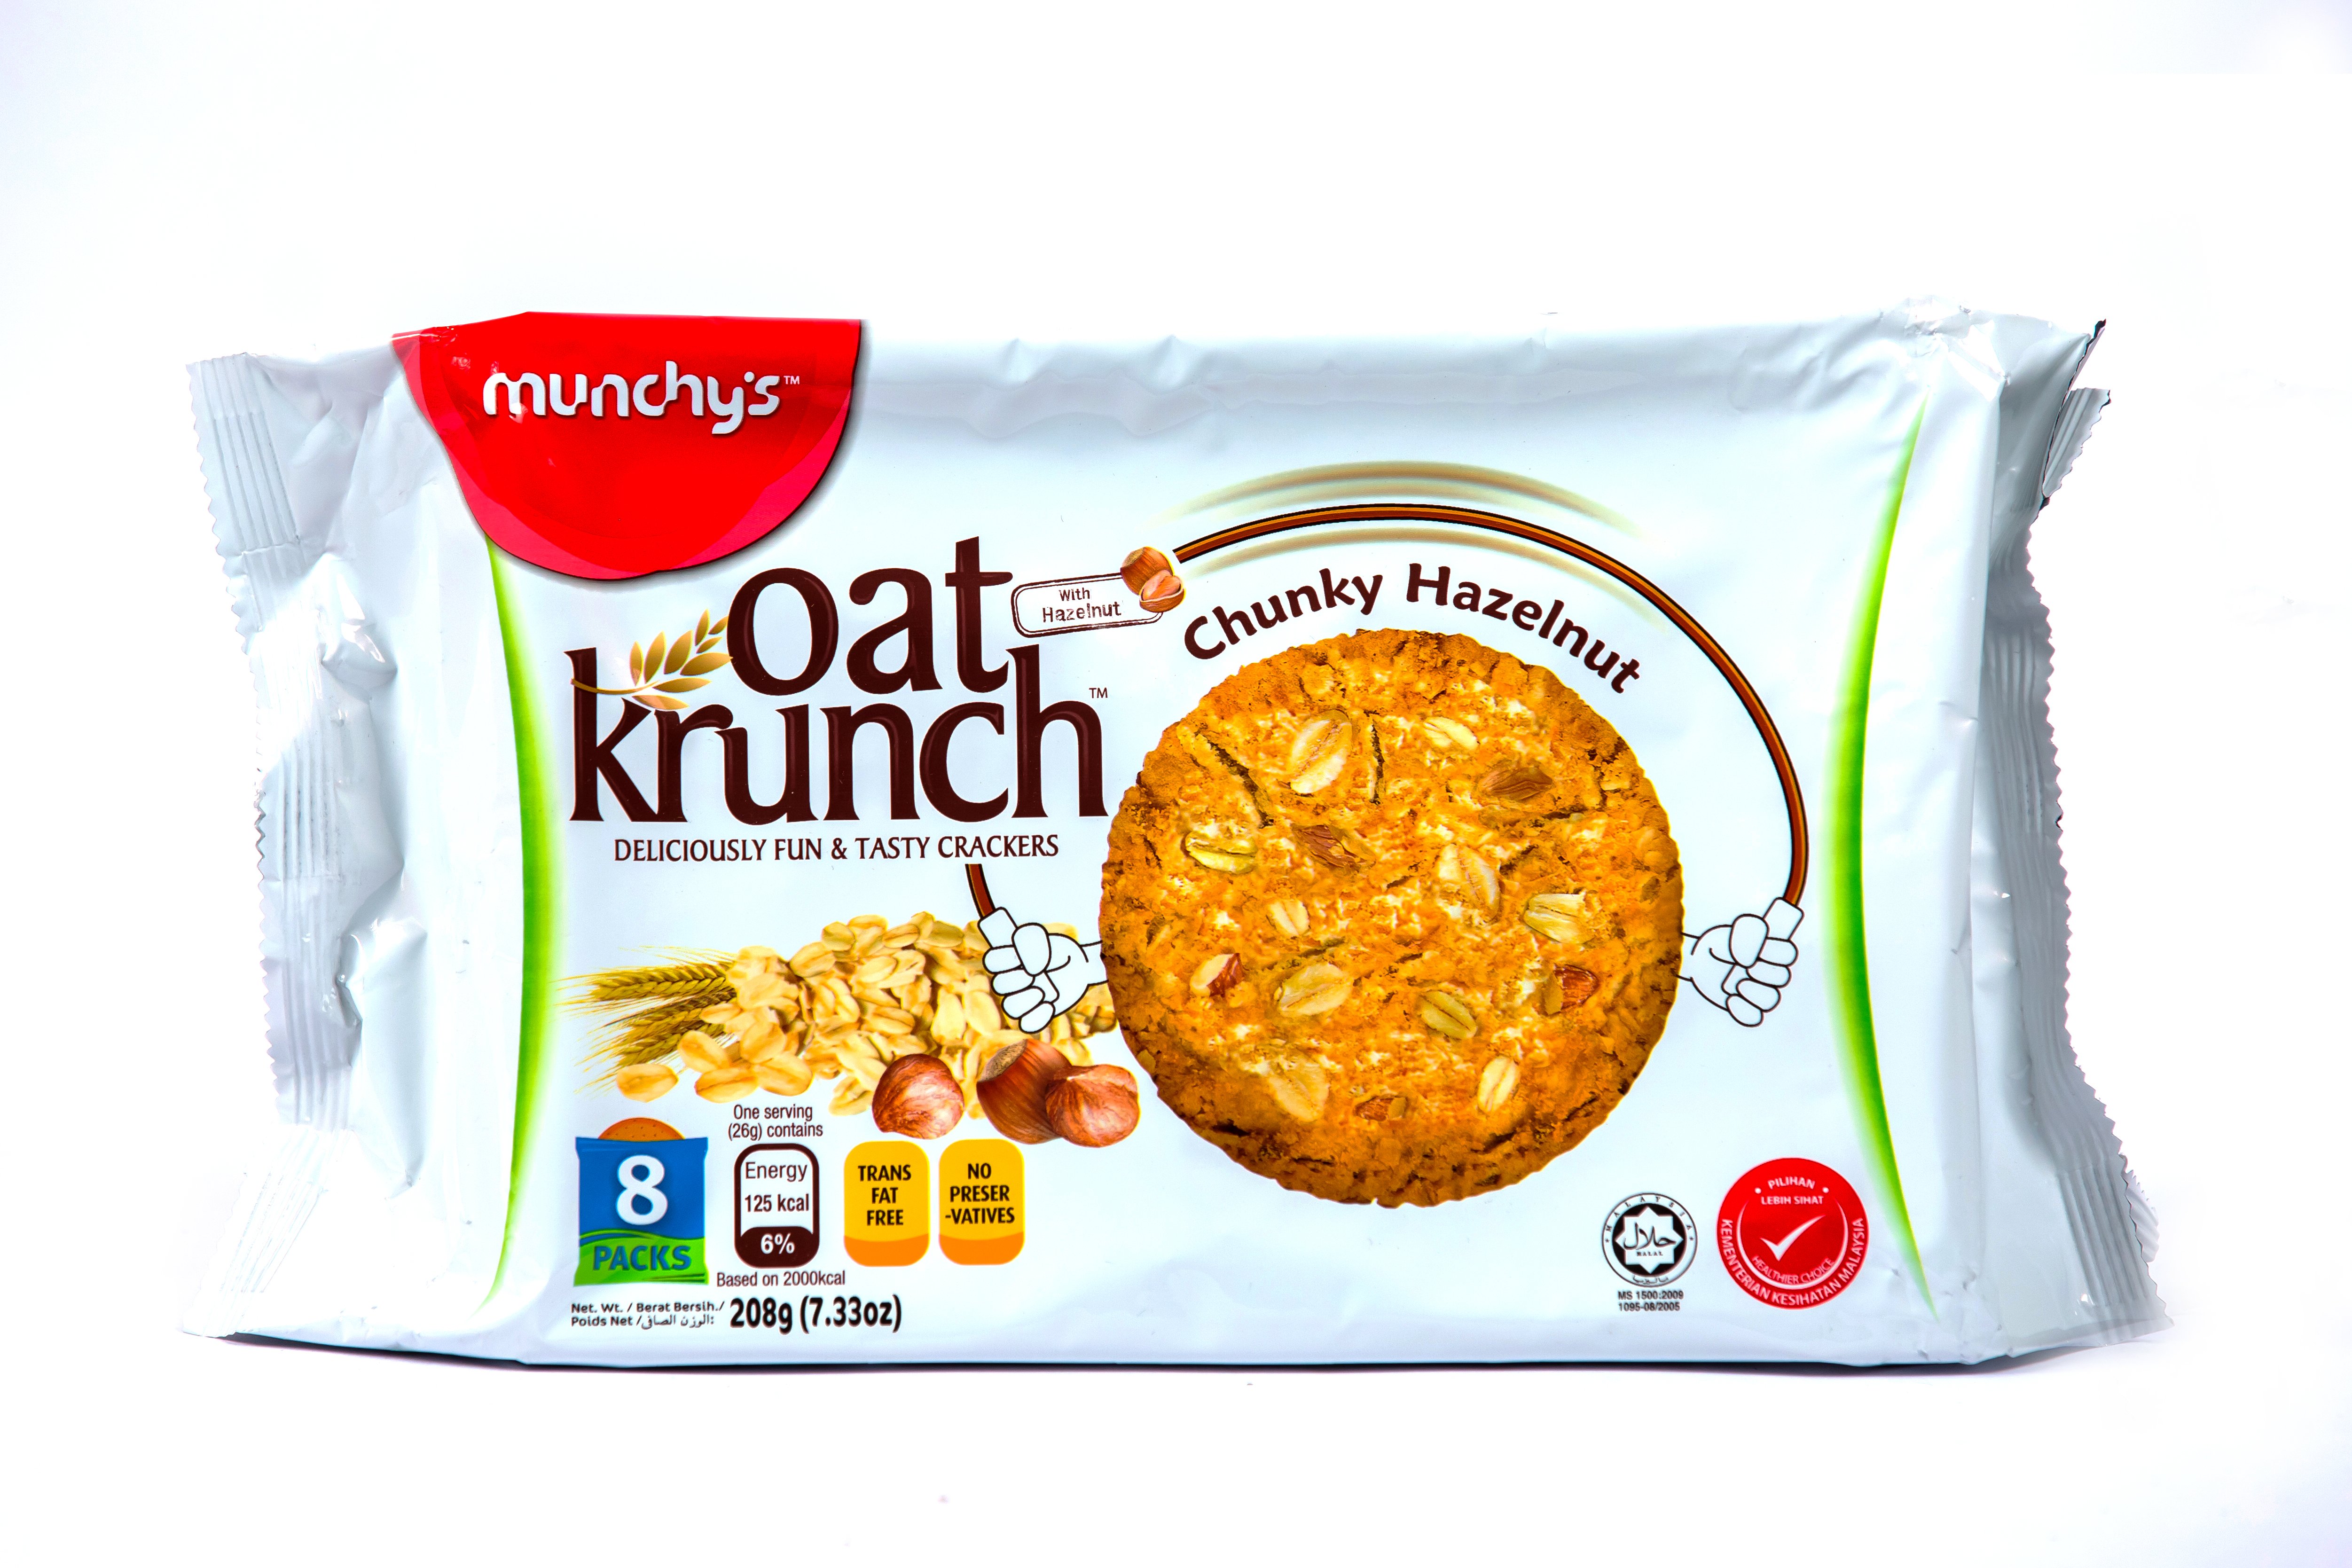 munchy's™
oat
krunch™
With
Hazelnut
Chunky Hazelnut
DELICIOUSLY FUN & TASTY CRACKERS
8
PACKS
One serving
(26g) contains
Energy
125 kcal
6%
Based on 2000kcal
TRANS
FAT
FREE
NO
PRESER
-VATIVES
Net. Wt. / Berat Bersih./
Poids Net / الوزن الصافي:
208g (7.33oz)
MALAYSIA
حلال
HALAL
ماليزيا
MS 1500:2009
1095-08/2005
PILIHAN
LEBIH SIHAT
HEALTHIER CHOICE
KEMENTERIAN KESIHATAN MALAYSIA